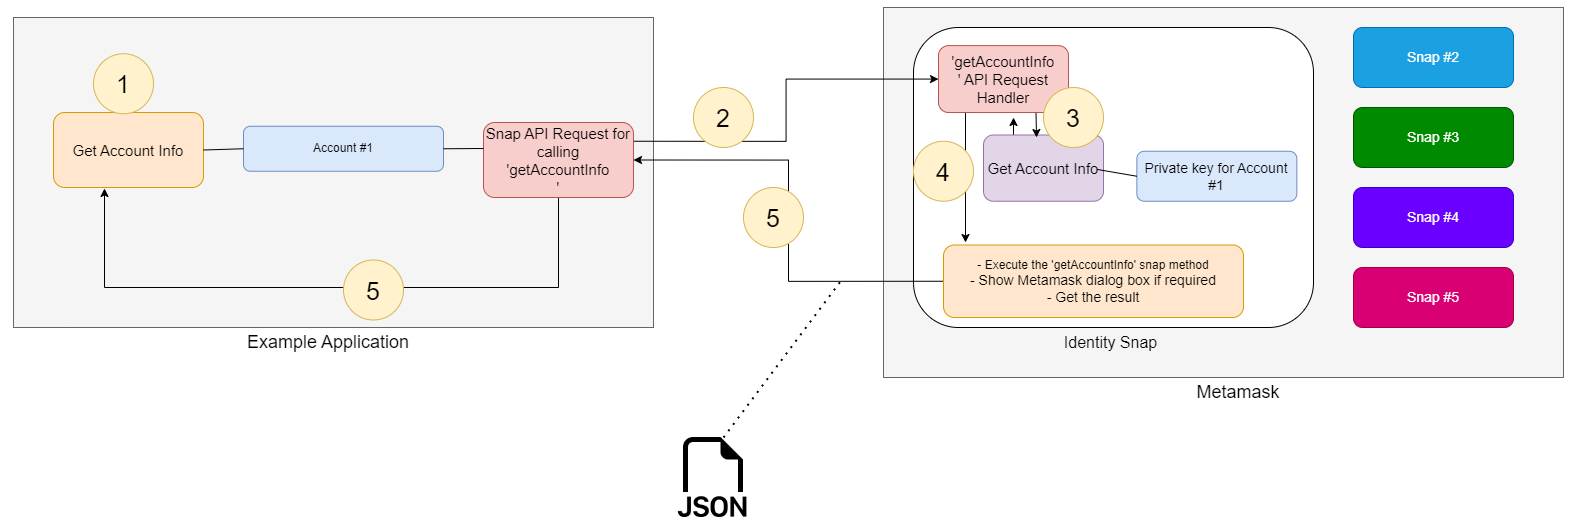 1
Get Account Info
Account #1
Snap API Request for
calling
'getAccountInfo
'
5
Example Application
2
5
'getAccountInfo
' API Request
Handler
3
4
Get Account Info
Private key for Account
#1
- Execute the 'getAccountInfo' snap method
- Show Metamask dialog box if required
- Get the result
Identity Snap
Snap #2
Snap #3
Snap #4
Snap #5
Metamask
JSON